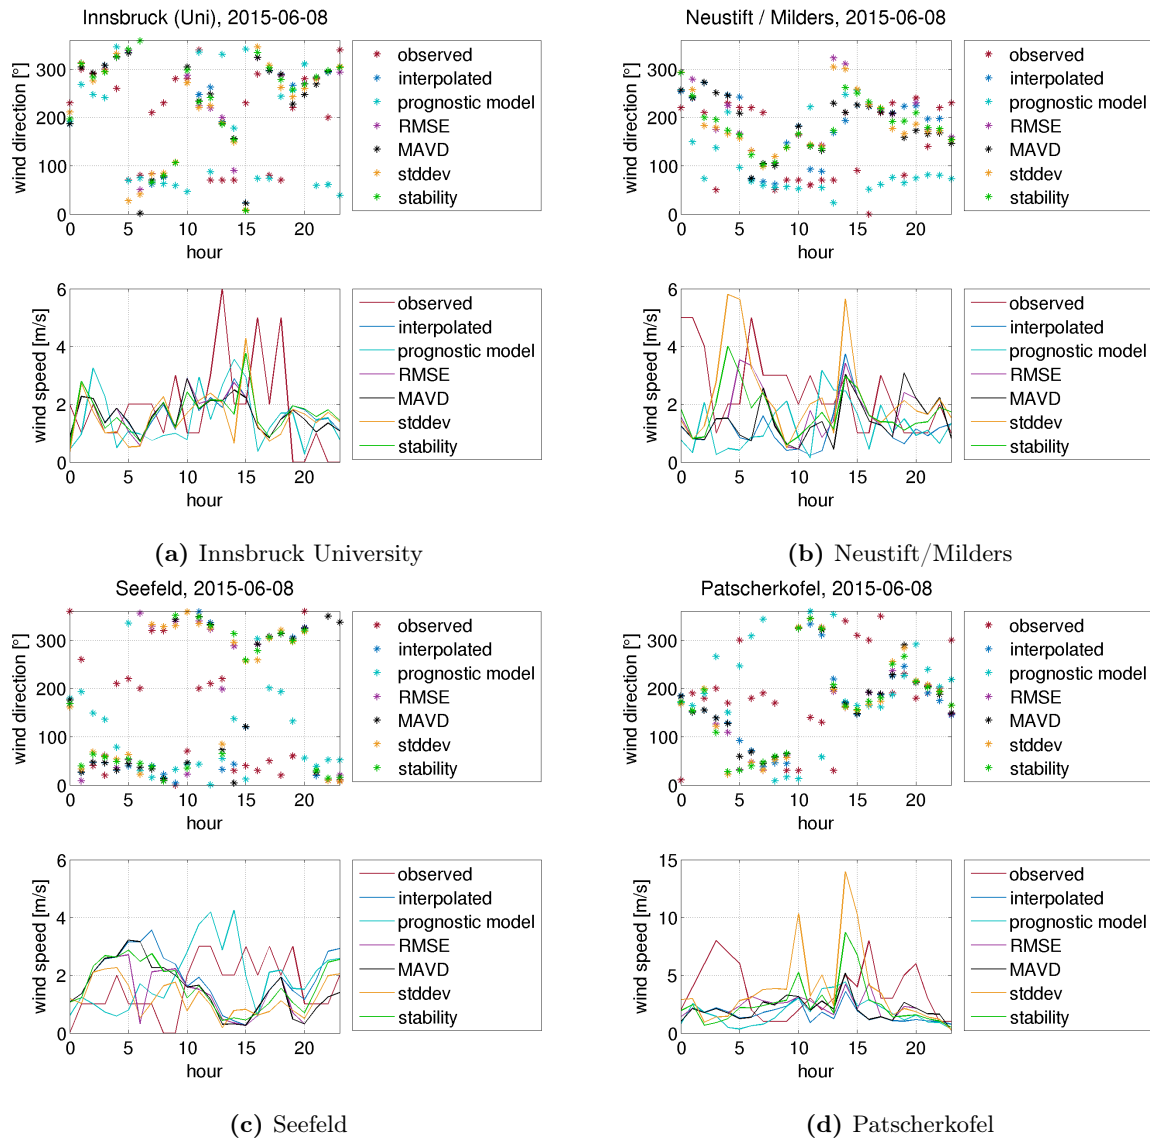 Innsbruck (Uni), 2015-06-08
wind direction [°]
300
200
100
0
0 5 10 15 20
hour
observed
interpolated
prognostic model
RMSE
MAVD
stddev
stability
wind speed [m/s]
6
4
2
0
0 5 10 15 20
hour
observed
interpolated
prognostic model
RMSE
MAVD
stddev
stability
(a) Innsbruck University
Neustift / Milders, 2015-06-08
wind direction [°]
300
200
100
0
0 5 10 15 20
hour
observed
interpolated
prognostic model
RMSE
MAVD
stddev
stability
wind speed [m/s]
6
4
2
0
0 5 10 15 20
hour
observed
interpolated
prognostic model
RMSE
MAVD
stddev
stability
(b) Neustift/Milders
Seefeld, 2015-06-08
wind direction [°]
300
200
100
0
0 5 10 15 20
hour
observed
interpolated
prognostic model
RMSE
MAVD
stddev
stability
wind speed [m/s]
6
4
2
0
0 5 10 15 20
hour
observed
interpolated
prognostic model
RMSE
MAVD
stddev
stability
(c) Seefeld
Patscherkofel, 2015-06-08
wind direction [°]
300
200
100
0
0 5 10 15 20
hour
observed
interpolated
prognostic model
RMSE
MAVD
stddev
stability
wind speed [m/s]
15
10
5
0
0 5 10 15 20
hour
observed
interpolated
prognostic model
RMSE
MAVD
stddev
stability
(d) Patscherkofel